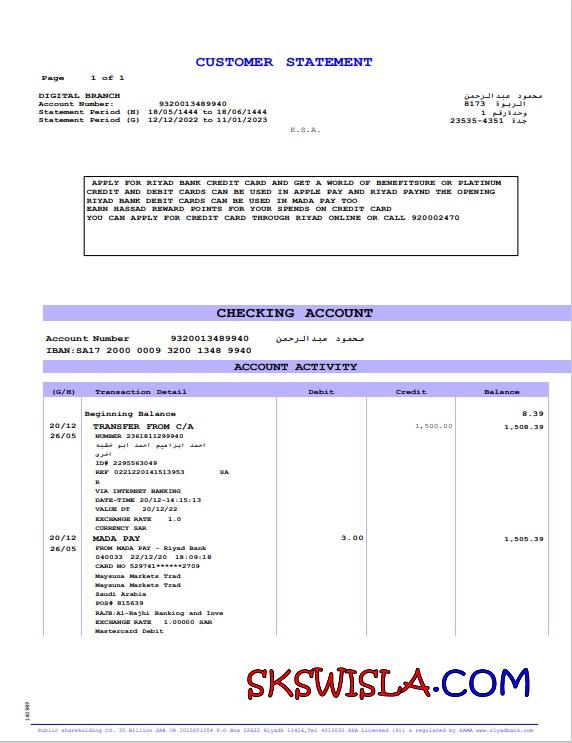 CUSTOMER STATEMENT
Page 1 of 1
DIGITAL BRANCH
محمود عبدالرحمن
Account Number: 9320013489940
الربوة 8173
Statement Period (H) 18/05/1444 to 18/06/1444
وحدةرقم 1
Statement Period (G) 12/12/2022 to 11/01/2023
جدة 4351-23535
K.S.A.
APPLY FOR RIYAD BANK CREDIT CARD AND GET A WORLD OF BENEFITSURE OR PLATINUM
CREDIT AND DEBIT CARDS CAN BE USED IN APPLE PAY AND RIYAD PAYND THE OPENING
RIYAD BANK DEBIT CARDS CAN BE USED IN MADA PAY TOO
EARN HASSAD REWARD POINTS FOR YOUR SPENDS ON CREDIT CARD
YOU CAN APPLY FOR CREDIT CARD THROUGH RIYAD ONLINE OR CALL 920002470
CHECKING ACCOUNT
Account Number 9320013489940 محمود عبدالرحمن
IBAN:SA17 2000 0009 3200 1348 9940
ACCOUNT ACTIVITY
(G/H) Transaction Detail Debit Credit Balance
Beginning Balance 8.39
20/12 TRANSFER FROM C/A 1,500.00 1,508.39
26/05 NUMBER 2361811299940
احمد ابراهيم احمد ابو خشبه
اخرى
ID# 2295563049
REF 0221220141513953 SA
R
VIA INTERNET BANKING
DATE-TIME 20/12-14:15:13
VALUE DT 20/12/22
EXCHANGE RATE 1.0
CURRENCY SAR
20/12 MADA PAY 3.00 1,505.39
26/05 FROM MADA PAY - Riyad Bank
040033 22/12/20 18:09:18
CARD NO 529741******2709
Maysuna Markets Trad
Maysuna Markets Trad
Saudi Arabia
POS# 815639
RAJB:Al-Rajhi Banking and Inve
EXCHANGE RATE 1.00000 SAR
Mastercard Debit
SKSWISLA.COM
Public shareholding CO. 30 Billion SAR CR 1010001054 P.O Box 22622 Riyadh 11416,Tel 4013030 KSA Licensed (91) a regulated by SAMA www.riyadbank.com